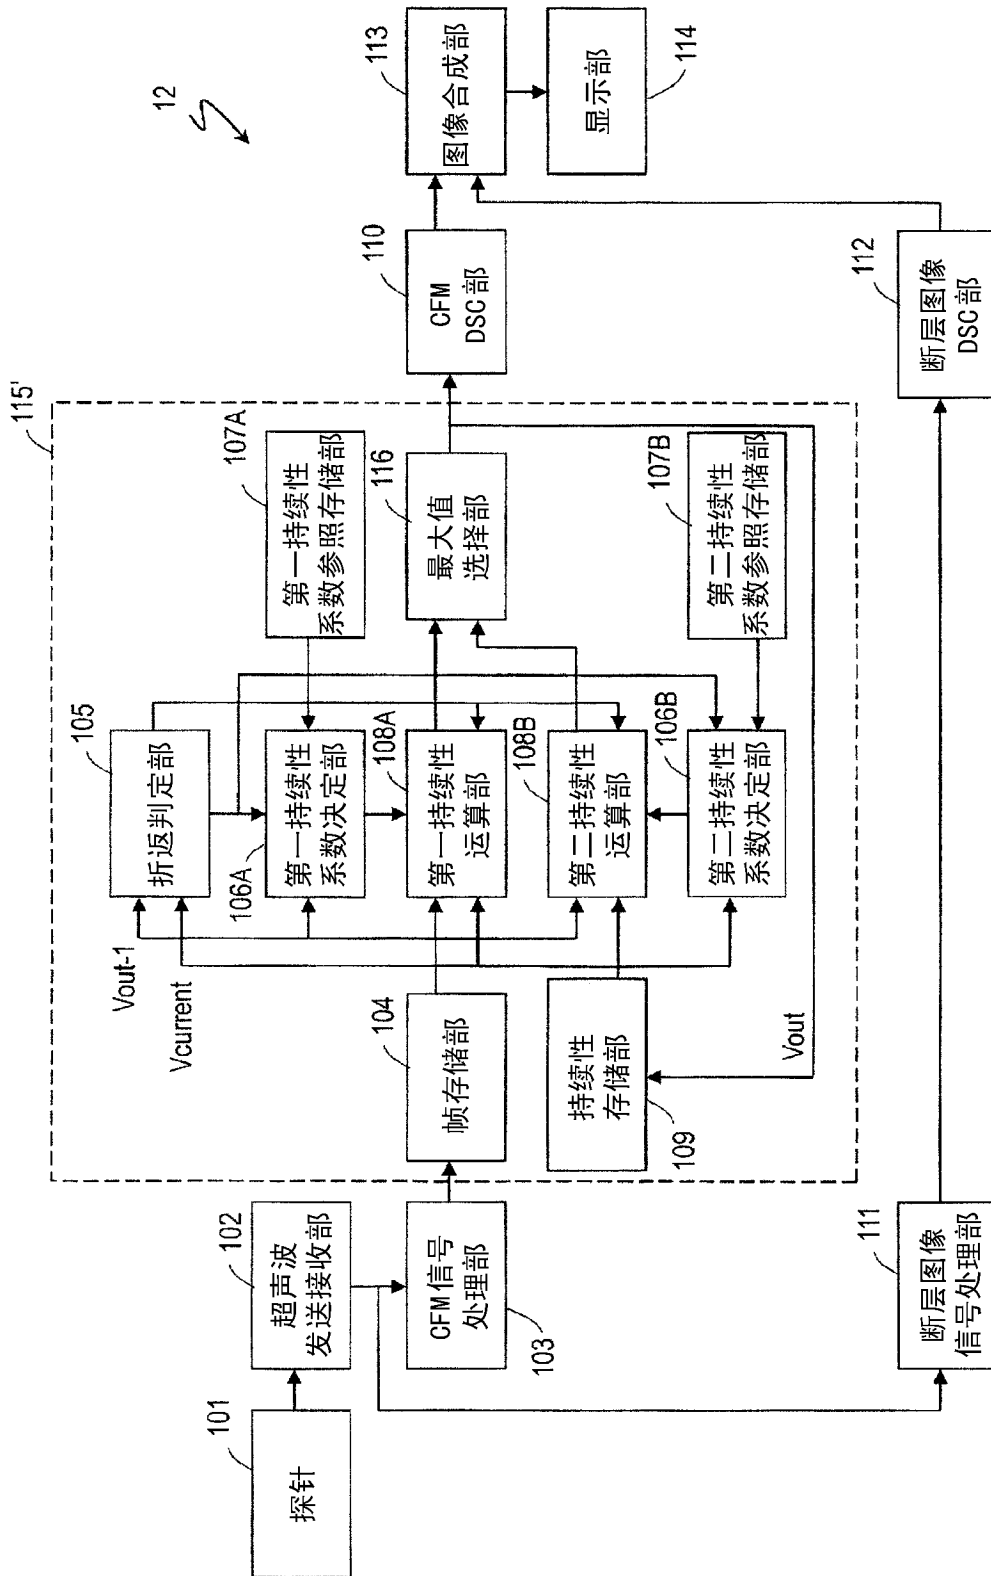 12
101
探针
102
超声波
发送接收部
CFM信号
处理部
103
111
断层图像
信号处理部
115'
Vout-1
Vcurrent
104
帧存储部
持续性
存储部
109
Vout
105
折返判定部
106A
第一持续性
系数决定部
108A
第一持续性
运算部
108B
第二持续性
运算部
106B
第二持续性
系数决定部
107A
第一持续性
系数参照存储部
116
最大值
选择部
107B
第二持续性
系数参照存储部
110
CFM
DSC部
112
断层图像
DSC部
113
图像合成部
114
显示部